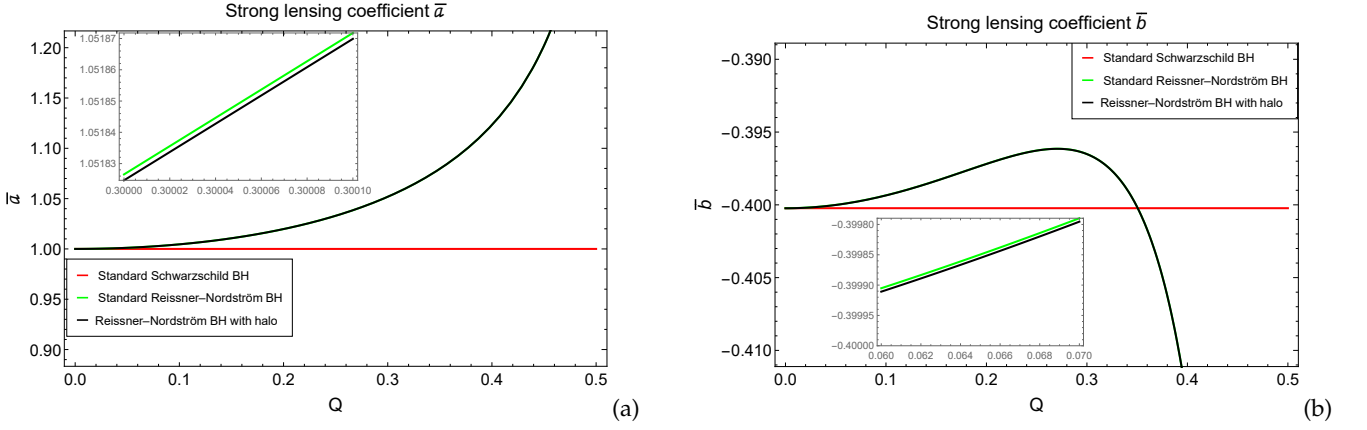 Strong lensing coefficient a̅
1.20
1.15
1.10
1.05
1.00
0.95
0.90
a̅
1.05187
1.05186
1.05185
1.05184
1.05183
0.30000 0.30002 0.30004 0.30006 0.30008 0.30010
Standard Schwarzschild BH
Standard Reissner–Nordström BH
Reissner–Nordström BH with halo
0.0 0.1 0.2 0.3 0.4 0.5
Q
(a)
Strong lensing coefficient b̅
−0.390
−0.395
−0.400
−0.405
−0.410
b̅
Standard Schwarzschild BH
Standard Reissner–Nordström BH
Reissner–Nordström BH with halo
−0.39980
−0.39985
−0.39990
−0.39995
−0.40000
0.060 0.062 0.064 0.066 0.068 0.070
0.0 0.1 0.2 0.3 0.4 0.5
Q
(b)